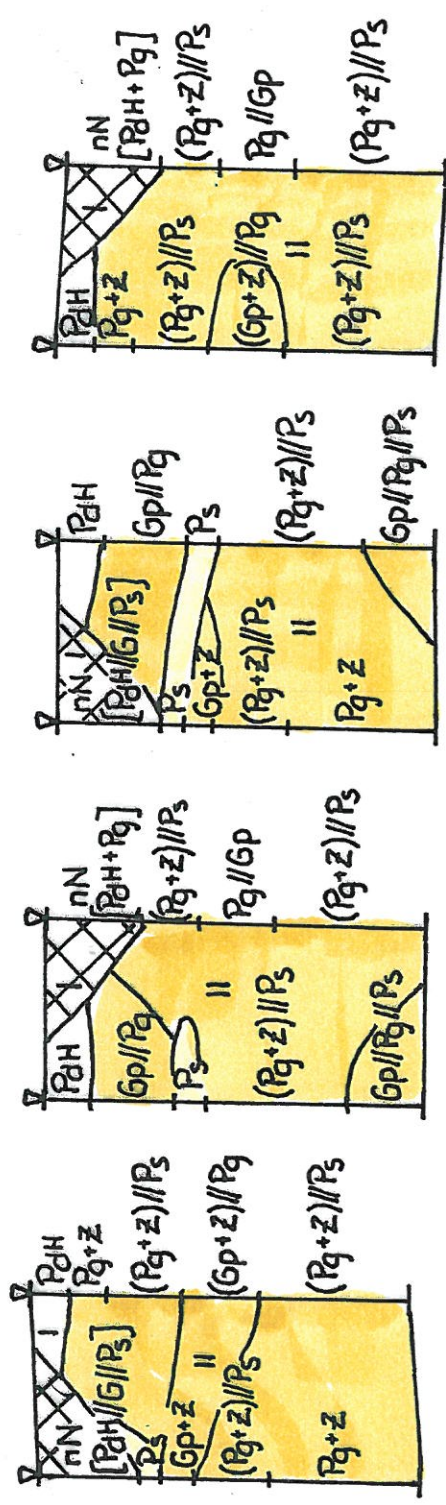 nN
I
[PdH//G//Ps]
Ps
Gp+Z
II
(Pg+Z)//Ps
Pg+Z
PdH
Pg+Z
(Pg+Z)//Ps
(Gp+Z)//Pg
(Pg+Z)//Ps
PdH
I
Gp//Pg
Ps
II
(Pg+Z)//Ps
Gp//Pg//Ps
nN
[PdH+Pg]
(Pg+Z)//Ps
Pg//Gp
(Pg+Z)//Ps
nN
I
[PdH//G//Ps]
Ps
Gp+Z
(Pg+Z)//Ps
II
Pg+Z
PdH
Gp//Pg
Ps
(Pg+Z)//Ps
Gp//Pg//Ps
PdH
I
Pg+Z
(Pg+Z)//Ps
(Gp+Z)//Pg
II
(Pg+Z)//Ps
nN
[PdH+Pg]
(Pg+Z)//Ps
Pg//Gp
(Pg+Z)//Ps